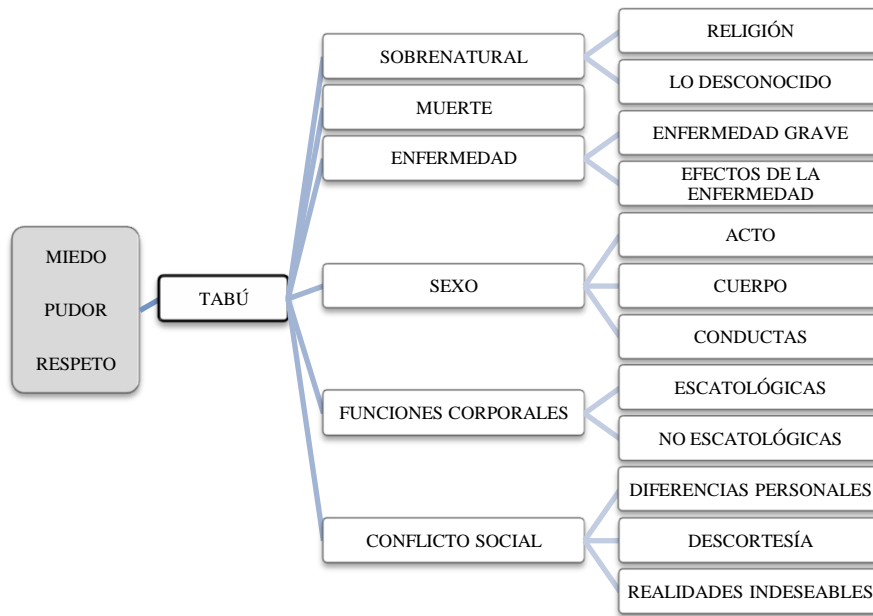 MIEDO
PUDOR
RESPETO
TABÚ
SOBRENATURAL
RELIGIÓN
LO DESCONOCIDO
MUERTE
ENFERMEDAD
ENFERMEDAD GRAVE
EFECTOS DE LA
ENFERMEDAD
SEXO
ACTO
CUERPO
CONDUCTAS
FUNCIONES CORPORALES
ESCATOLÓGICAS
NO ESCATOLÓGICAS
CONFLICTO SOCIAL
DIFERENCIAS PERSONALES
DESCORTESÍA
REALIDADES INDESEABLES